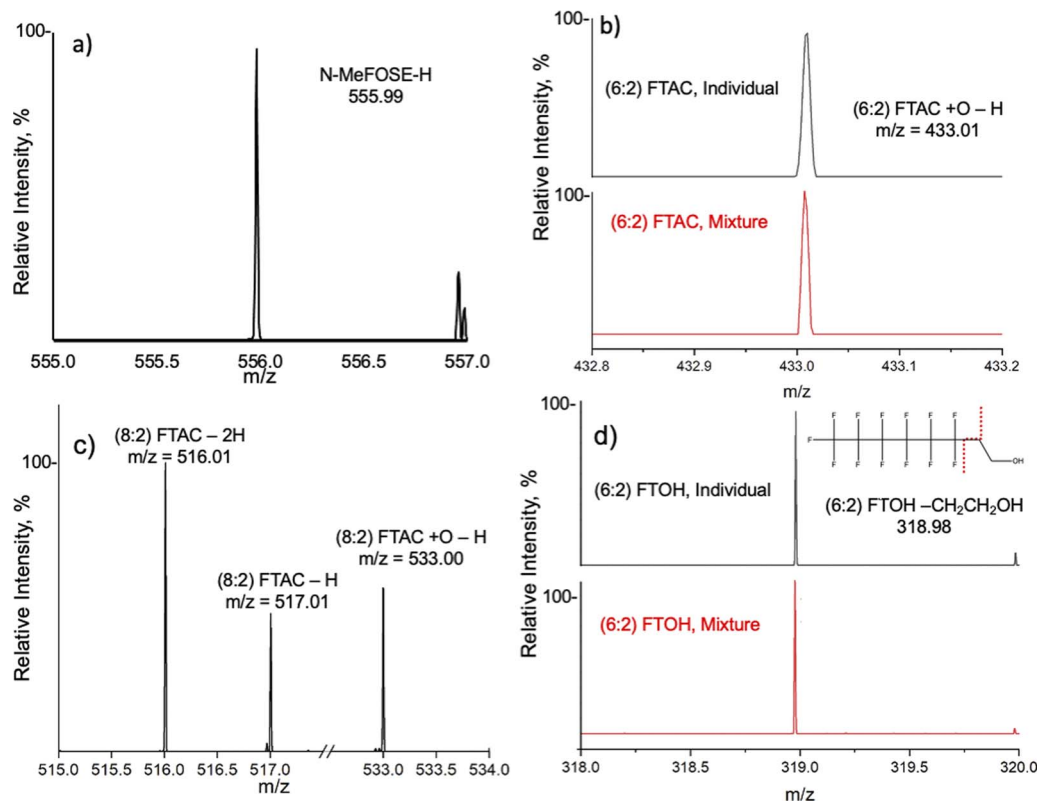 a)
100-
N-MeFOSE-H
555.99
Relative Intensity, %
555.0 555.5 556.0 556.5 557.0
m/z
b)
100-
(6:2) FTAC, Individual
(6:2) FTAC +O – H
m/z = 433.01
100-
(6:2) FTAC, Mixture
Relative Intensity, %
432.8 432.9 433.0 433.1 433.2
m/z
c)
(8:2) FTAC – 2H
m/z = 516.01
100-
(8:2) FTAC +O – H
m/z = 533.00
(8:2) FTAC – H
m/z = 517.01
Relative Intensity, %
515.0 515.5 516.0 516.5 517.0 533.0 533.5 534.0
m/z
100-
d)
F F F F F F
F
OH
F F F F F F
(6:2) FTOH, Individual
(6:2) FTOH –CH₂CH₂OH
318.98
100-
(6:2) FTOH, Mixture
Relative Intensity, %
318.0 318.5 319.0 319.5 320.0
m/z